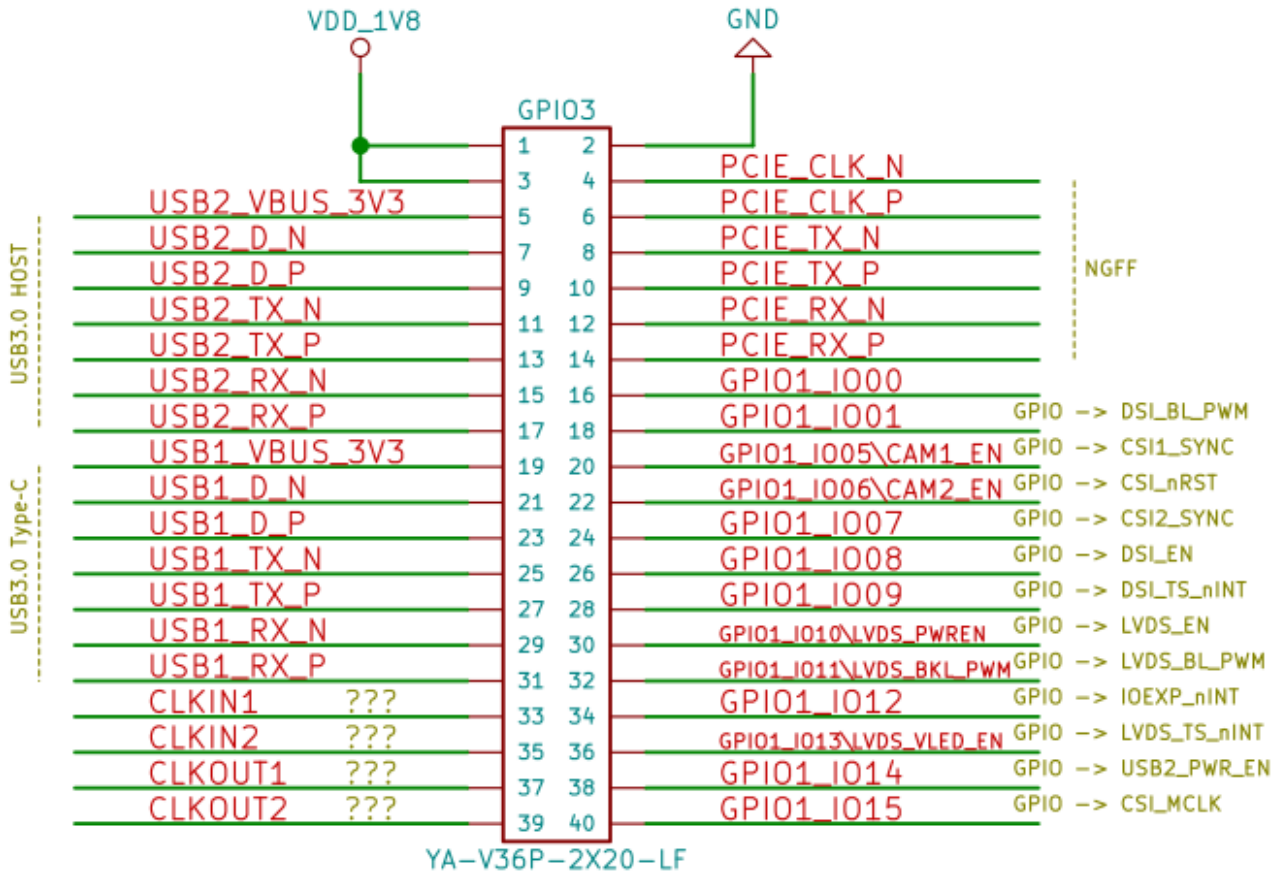 VDD_1V8 GND
GPIO3
1 2
PCIE_CLK_N
3 4
USB2_VBUS_3V3 PCIE_CLK_P
5 6
USB2_D_N PCIE_TX_N
7 8
USB2_D_P PCIE_TX_P
9 10
USB2_TX_N PCIE_RX_N
11 12
USB2_TX_P PCIE_RX_P
13 14
USB2_RX_N GPIO1_IO00
15 16
USB2_RX_P GPIO1_IO01 GPIO -> DSI_BL_PWM
17 18
USB1_VBUS_3V3 GPIO1_IO05\CAM1_EN GPIO -> CSI1_SYNC
19 20
USB1_D_N GPIO1_IO06\CAM2_EN GPIO -> CSI_nRST
21 22
USB1_D_P GPIO1_IO07 GPIO -> CSI2_SYNC
23 24
USB1_TX_N GPIO1_IO08 GPIO -> DSI_EN
25 26
USB1_TX_P GPIO1_IO09 GPIO -> DSI_TS_nINT
27 28
USB1_RX_N GPIO1_IO10\LVDS_PWREN GPIO -> LVDS_EN
29 30
USB1_RX_P GPIO1_IO11\LVDS_BKL_PWM GPIO -> LVDS_BL_PWM
31 32
CLKIN1 ??? GPIO1_IO12 GPIO -> IOEXP_nINT
33 34
CLKIN2 ??? GPIO1_IO13\LVDS_VLED_EN GPIO -> LVDS_TS_nINT
35 36
CLKOUT1 ??? GPIO1_IO14 GPIO -> USB2_PWR_EN
37 38
CLKOUT2 ??? GPIO1_IO15 GPIO -> CSI_MCLK
39 40
YA-V36P-2X20-LF
USB3.0 HOST
USB3.0 Type-C
NGFF